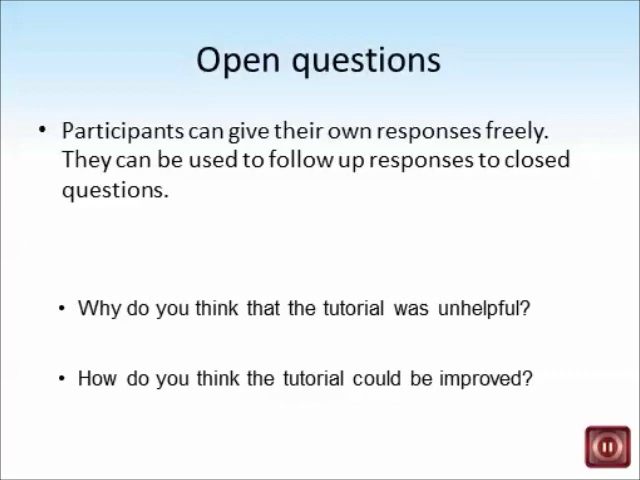 Open questions
• Participants can give their own responses freely.
They can be used to follow up responses to closed
questions.
• Why do you think that the tutorial was unhelpful?
• How do you think the tutorial could be improved?